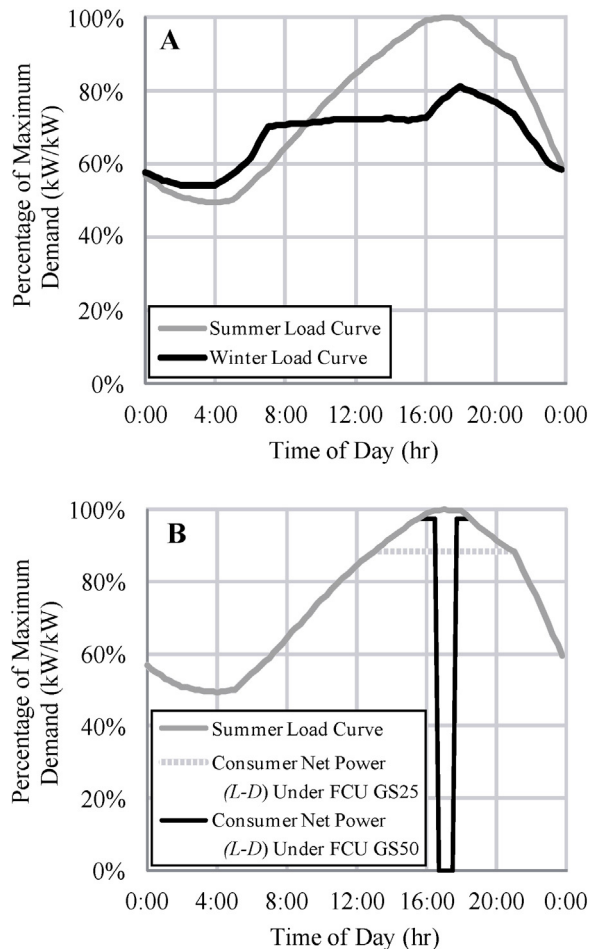 A
Percentage of Maximum
Demand (kW/kW)
100%
80%
60%
40%
20%
0%
Summer Load Curve
Winter Load Curve
0:00 4:00 8:00 12:00 16:00 20:00 0:00
Time of Day (hr)
B
Percentage of Maximum
Demand (kW/kW)
100%
80%
60%
40%
20%
0%
Summer Load Curve
Consumer Net Power
(L-D) Under FCU GS25
Consumer Net Power
(L-D) Under FCU GS50
0:00 4:00 8:00 12:00 16:00 20:00 0:00
Time of Day (hr)